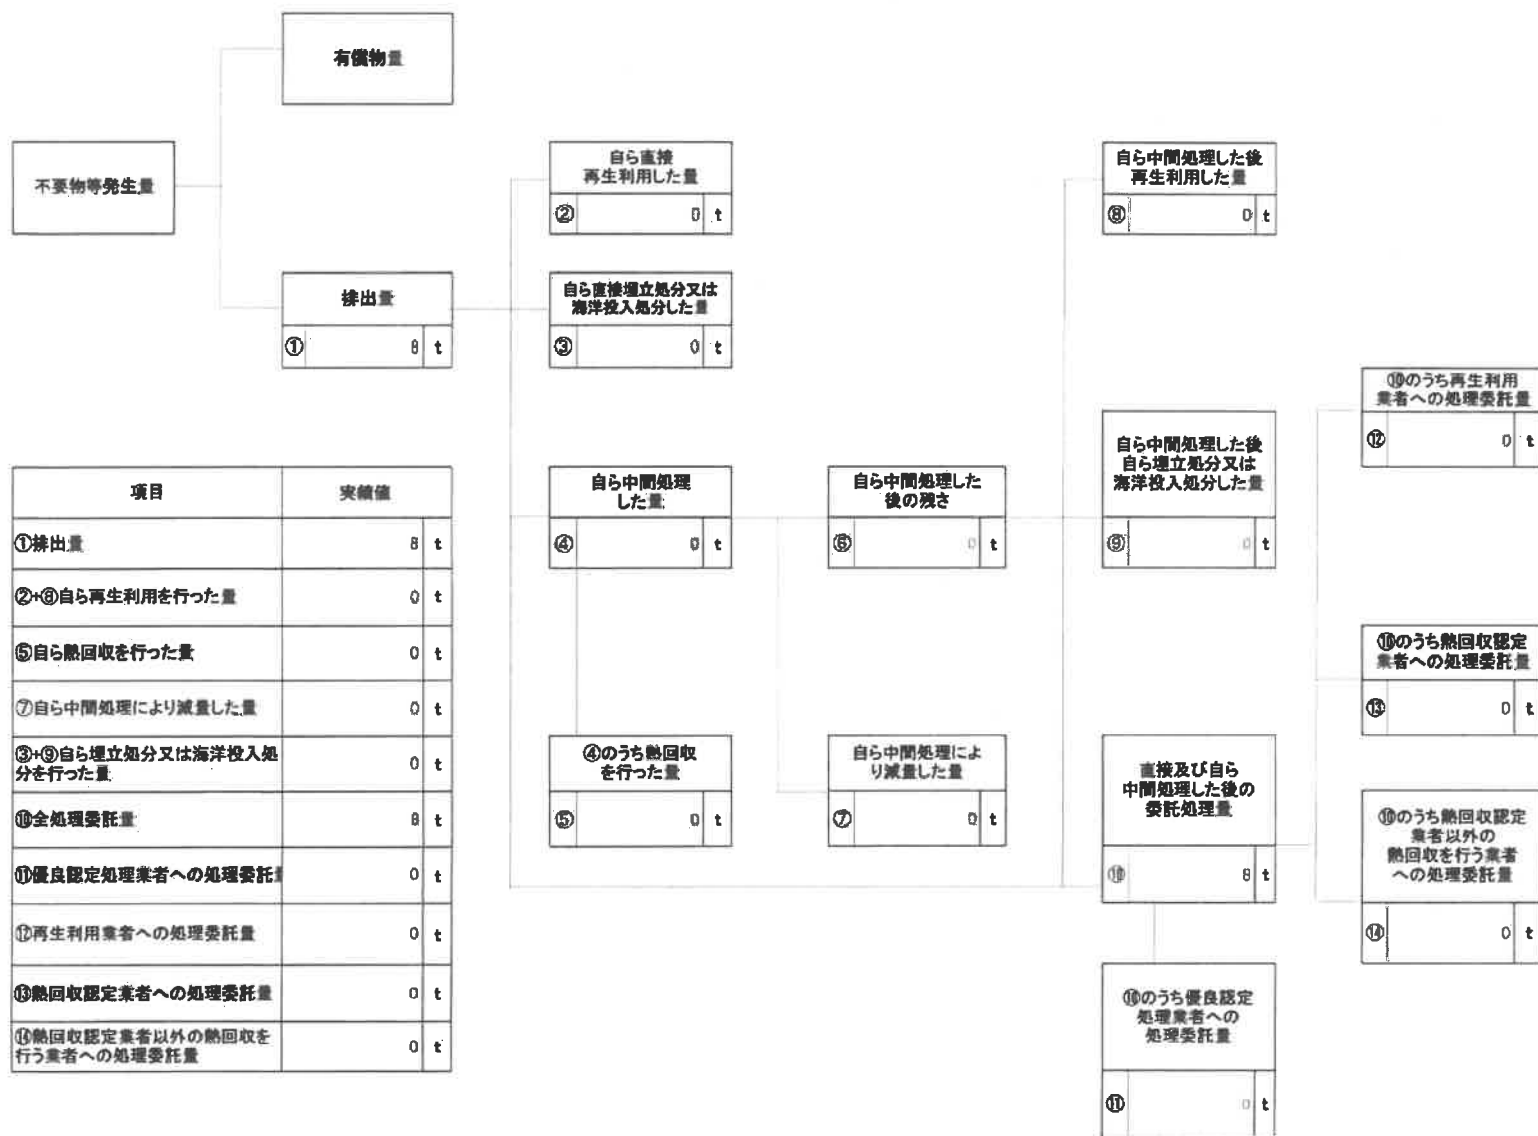 有償物量
不要物等発生量
排出量
① 8 t
自ら直接
再生利用した量
② 0 t
自ら直接埋立処分又は
海洋投入処分した量
③ 0 t
自ら中間処理
した量
④ 0 t
④のうち熱回収
を行った量
⑤ 0 t
自ら中間処理した
後の残さ
⑥ 0 t
自ら中間処理によ
り減量した量
⑦ 0 t
自ら中間処理した後
再生利用した量
⑧ 0 t
自ら中間処理した後
自ら埋立処分又は
海洋投入処分した量
⑨ 0 t
直接及び自ら
中間処理した後の
委託処理量
⑩ 8 t
⑩のうち優良認定
処理業者への
処理委託量
⑪ 0 t
⑩のうち再生利用
業者への処理委託量
⑫ 0 t
⑩のうち熱回収認定
業者への処理委託量
⑬ 0 t
⑩のうち熱回収認定
業者以外の
熱回収を行う業者
への処理委託量
⑭ 0 t
項目 実績値
①排出量 8 t
②+⑧自ら再生利用を行った量 0 t
⑤自ら熱回収を行った量 0 t
⑦自ら中間処理により減量した量 0 t
③+⑨自ら埋立処分又は海洋投入処
分を行った量 0 t
⑩全処理委託量 8 t
⑪優良認定処理業者への処理委託量 0 t
⑫再生利用業者への処理委託量 0 t
⑬熱回収認定業者への処理委託量 0 t
⑭熱回収認定業者以外の熱回収を
行う業者への処理委託量 0 t